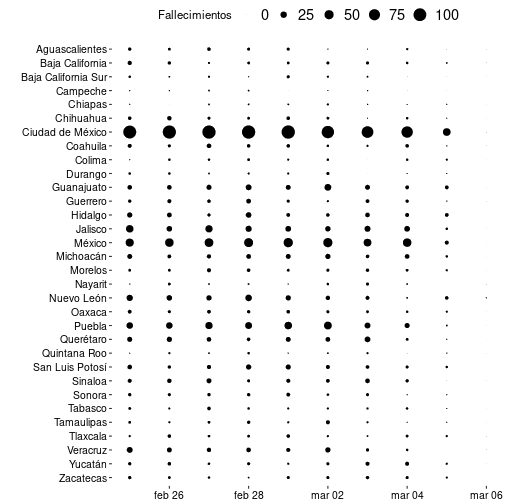 Fallecimientos 0 25 50 75 100
Aguascalientes
Baja California
Baja California Sur
Campeche
Chiapas
Chihuahua
Ciudad de México
Coahuila
Colima
Durango
Guanajuato
Guerrero
Hidalgo
Jalisco
México
Michoacán
Morelos
Nayarit
Nuevo León
Oaxaca
Puebla
Querétaro
Quintana Roo
San Luis Potosí
Sinaloa
Sonora
Tabasco
Tamaulipas
Tlaxcala
Veracruz
Yucatán
Zacatecas
feb 26 feb 28 mar 02 mar 04 mar 06